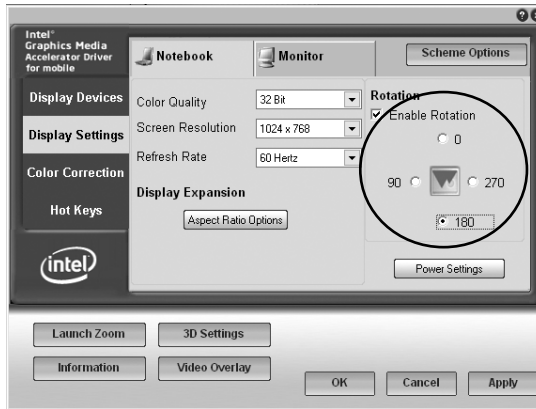 Intel®
Graphics Media
Accelerator Driver
for mobile
Notebook
Monitor
Scheme Options
Display Devices
Display Settings
Color Correction
Hot Keys
intel
Color Quality
32 Bit
Screen Resolution
1024 x 768
Refresh Rate
60 Hertz
Display Expansion
Aspect Ratio Options
Rotation
Enable Rotation
0
90
270
180
Power Settings
Launch Zoom
3D Settings
Information
Video Overlay
OK
Cancel
Apply